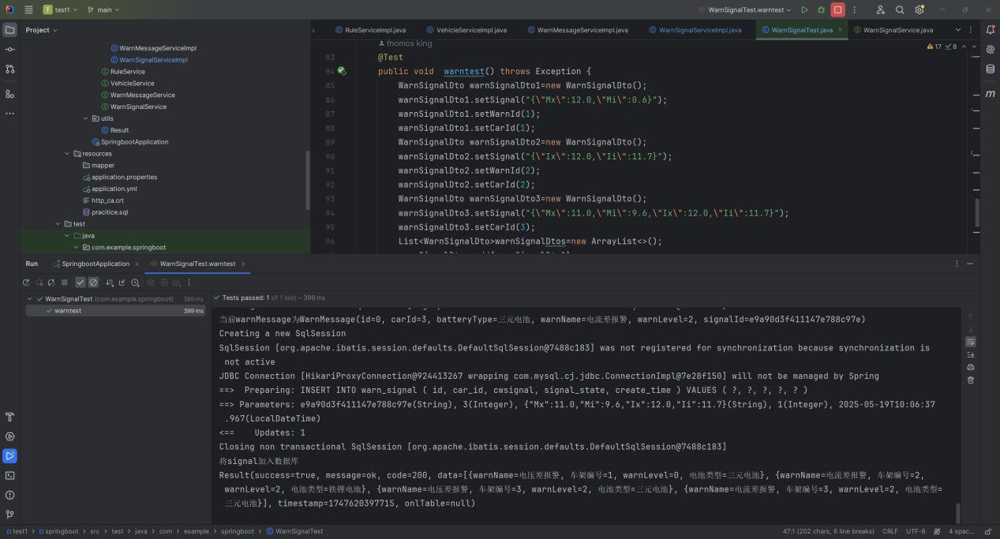 T test1 main WarnSignalTest.warntest
Project
RuleServiceImpl.java VehicleServiceImpl.java WarnMessageServiceImpl.java WarnSignalServiceImpl.java WarnSignalTest.java WarnSignalService.java
WarnMessageServiceImpl
WarnSignalServiceImpl
RuleService
VehicleService
WarnMessageService
WarnSignalService
utils
Result
SpringbootApplication
resources
mapper
application.properties
application.yml
http_ca.crt
pracitice.sql
test
java
com.example.springboot
thomos king
17 8
83 @Test
84 public void warntest() throws Exception {
85 WarnSignalDto warnSignalDto1=new WarnSignalDto();
86 warnSignalDto1.setSignal("{\"Mx\":12.0,\"Mi\":0.6}");
87 warnSignalDto1.setWarnId(1);
88 warnSignalDto1.setCarId(1);
89 WarnSignalDto warnSignalDto2=new WarnSignalDto();
90 warnSignalDto2.setSignal("{\"Ix\":12.0,\"Ii\":11.7}");
91 warnSignalDto2.setWarnId(2);
92 warnSignalDto2.setCarId(2);
93 WarnSignalDto warnSignalDto3=new WarnSignalDto();
94 warnSignalDto3.setSignal("{\"Mx\":11.0,\"Mi\":9.6,\"Ix\":12.0,\"Ii\":11.7}");
95 warnSignalDto3.setCarId(3);
96 List<WarnSignalDto>warnSignalDtos=new ArrayList<>();
Run SpringbootApplication WarnSignalTest.warntest
WarnSignalTest (com.example.springboot) 399 ms
warntest 399 ms
Tests passed: 1 of 1 test – 399 ms
当前warnMessage为WarnMessage(id=0, carId=3, batteryType=三元电池, warnName=电流差报警, warnLevel=2, signalId=e9a90d3f411147e788c97e)
Creating a new SqlSession
SqlSession [org.apache.ibatis.session.defaults.DefaultSqlSession@7488c183] was not registered for synchronization because synchronization is
not active
JDBC Connection [HikariProxyConnection@924413267 wrapping com.mysql.cj.jdbc.ConnectionImpl@7e28f150] will not be managed by Spring
==>  Preparing: INSERT INTO warn_signal ( id, car_id, cwsignal, signal_state, create_time ) VALUES ( ?, ?, ?, ?, ? )
==> Parameters: e9a90d3f411147e788c97e(String), 3(Integer), {"Mx":11.0,"Mi":9.6,"Ix":12.0,"Ii":11.7}(String), 1(Integer), 2025-05-19T10:06:37
.967(LocalDateTime)
<==    Updates: 1
Closing non transactional SqlSession [org.apache.ibatis.session.defaults.DefaultSqlSession@7488c183]
将signal加入数据库
Result(success=true, message=ok, code=200, data=[{warnName=电压差报警, 车架编号=1, warnLevel=0, 电池类型=三元电池}, {warnName=电流差报警, 车架编号=2,
warnLevel=2, 电池类型=铁锂电池}, {warnName=电压差报警, 车架编号=3, warnLevel=2, 电池类型=三元电池}, {warnName=电流差报警, 车架编号=3, warnLevel=2, 电池类型=
三元电池}], timestamp=1747620397715, onlTable=null)
test1 > springboot > src > test > java > com > example > springboot > WarnSignalTest
47:1 (202 chars, 6 line breaks) CRLF UTF-8 4 spac...